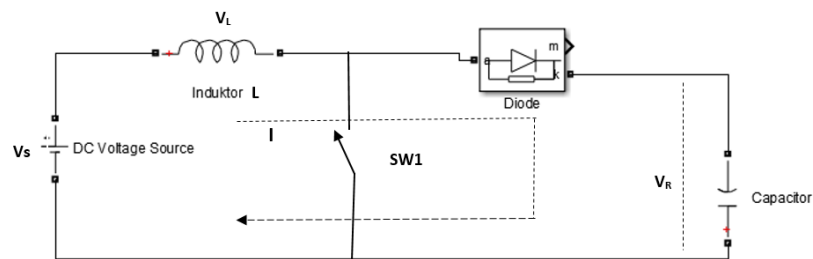 VL
Induktor L
a
m
k
Diode
I
Vs
DC Voltage Source
SW1
VR
Capacitor